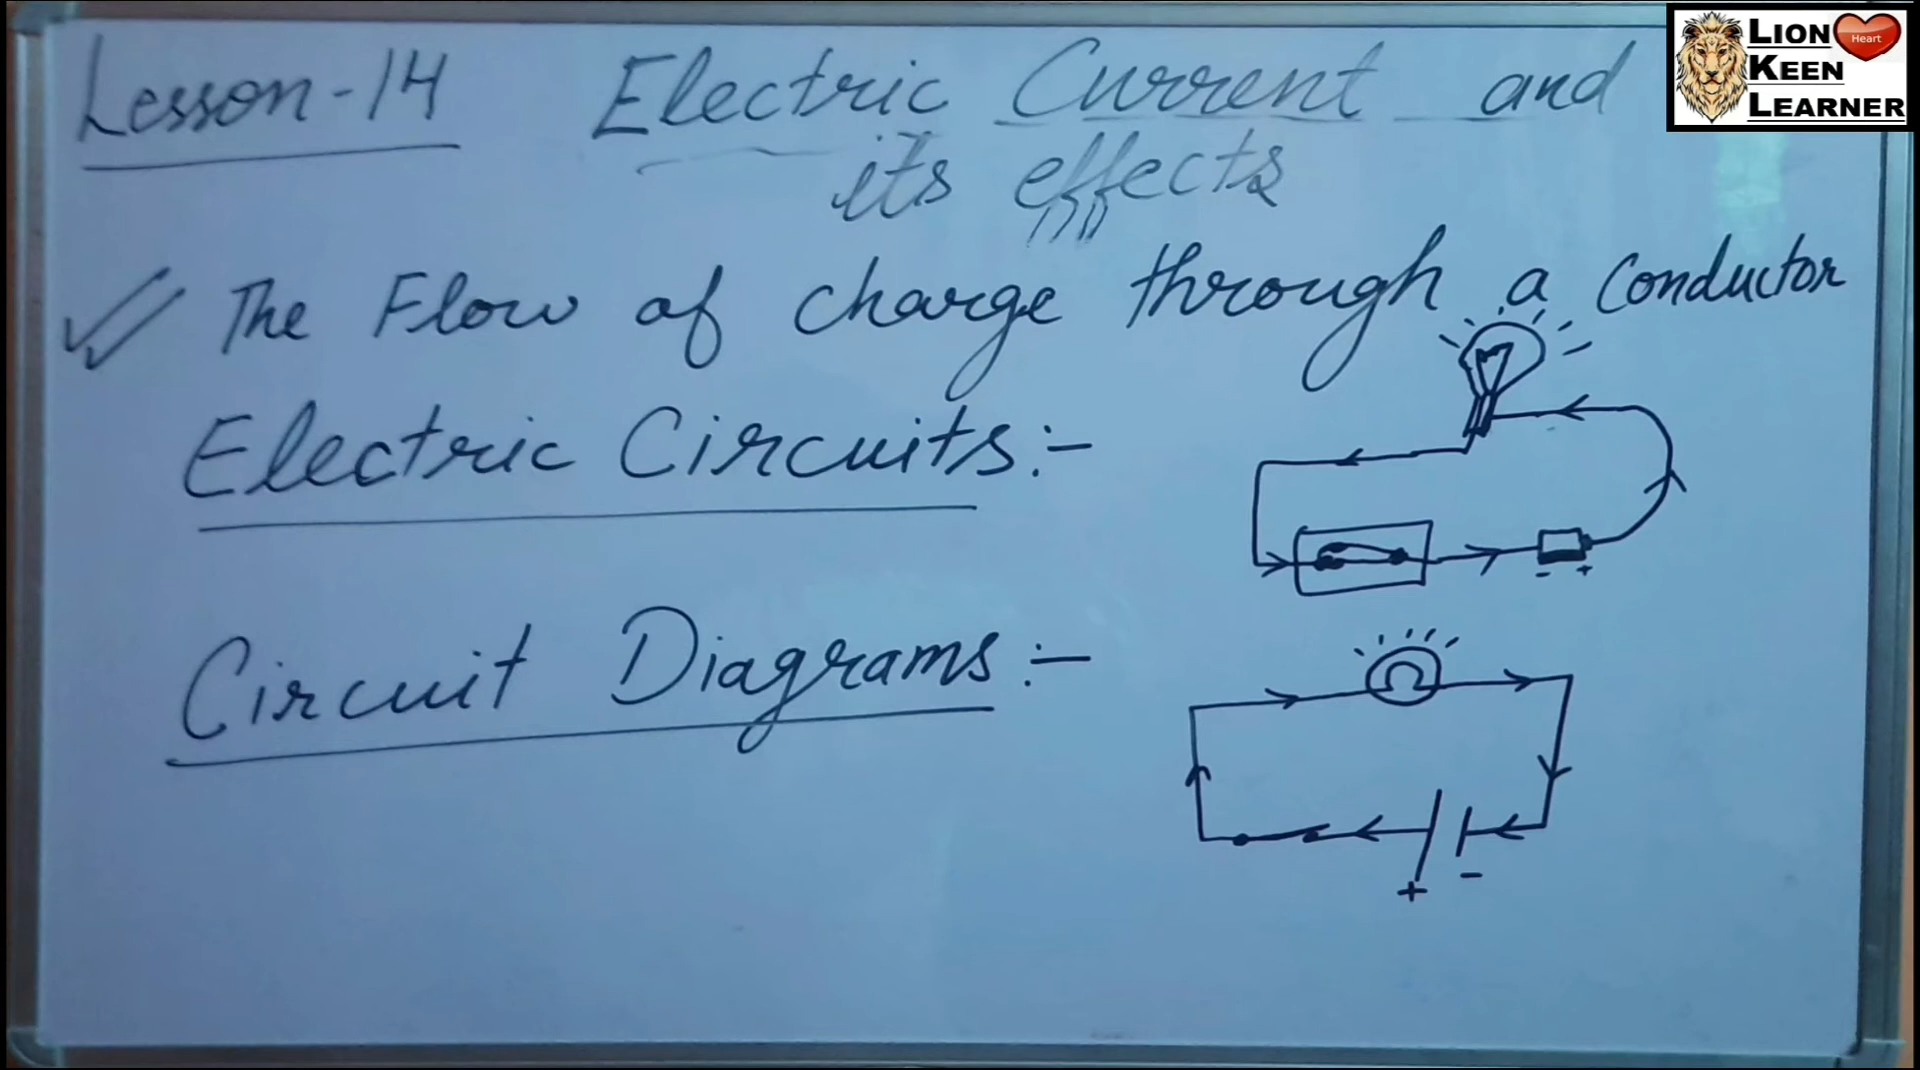 Lesson-14 Electric Current and
its effects
The Flow of charge through a conductor
Electric Circuits:-
- +
Circuit Diagrams:-
+ -
LION Heart
KEEN
LEARNER